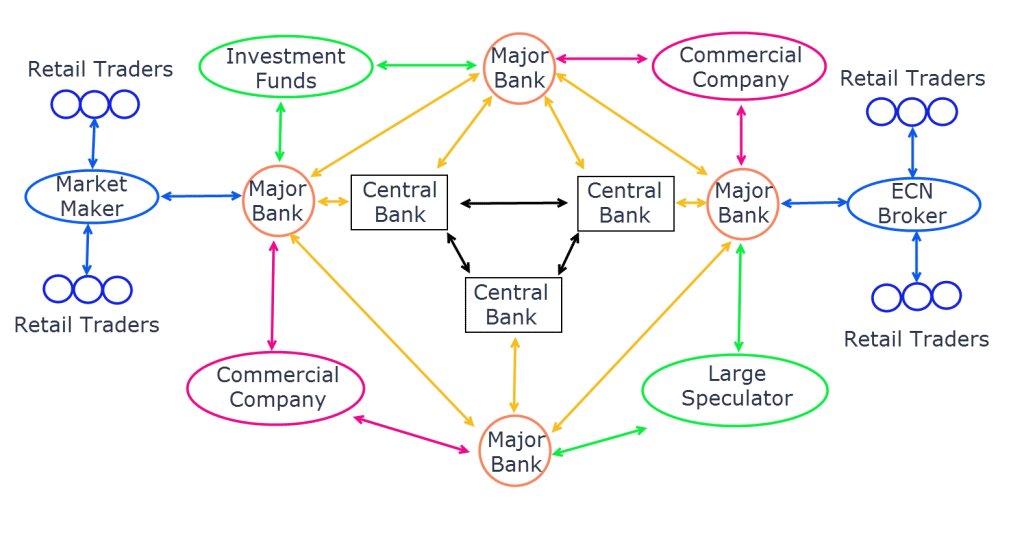 Retail Traders
Investment
Funds
Major
Bank
Commercial
Company
Retail Traders
Market
Maker
Major
Bank
Central
Bank
Central
Bank
Major
Bank
ECN
Broker
Central
Bank
Retail Traders
Retail Traders
Commercial
Company
Large
Speculator
Major
Bank